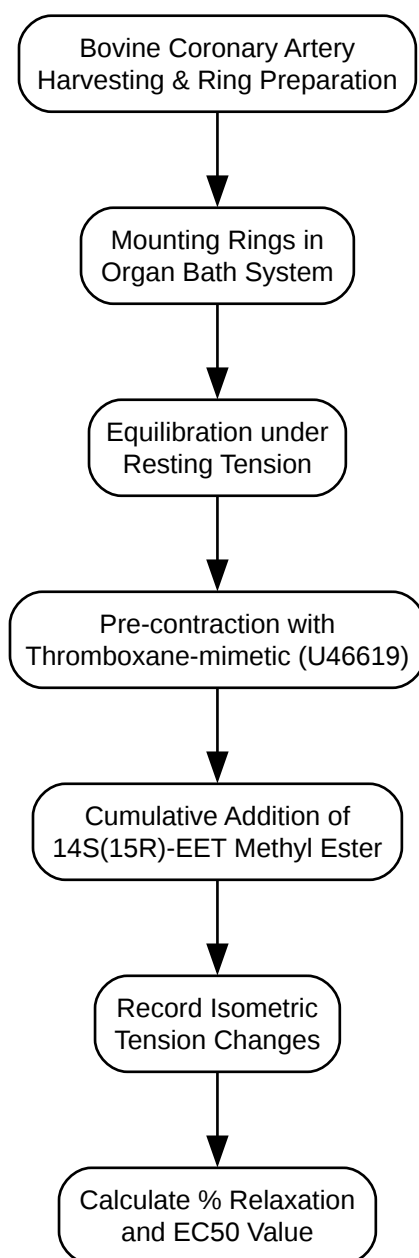 Bovine Coronary Artery
Harvesting & Ring Preparation
Mounting Rings in
Organ Bath System
Equilibration under
Resting Tension
Pre-contraction with
Thromboxane-mimetic (U46619)
Cumulative Addition of
14S(15R)-EET Methyl Ester
Record Isometric
Tension Changes
Calculate % Relaxation
and EC50 Value